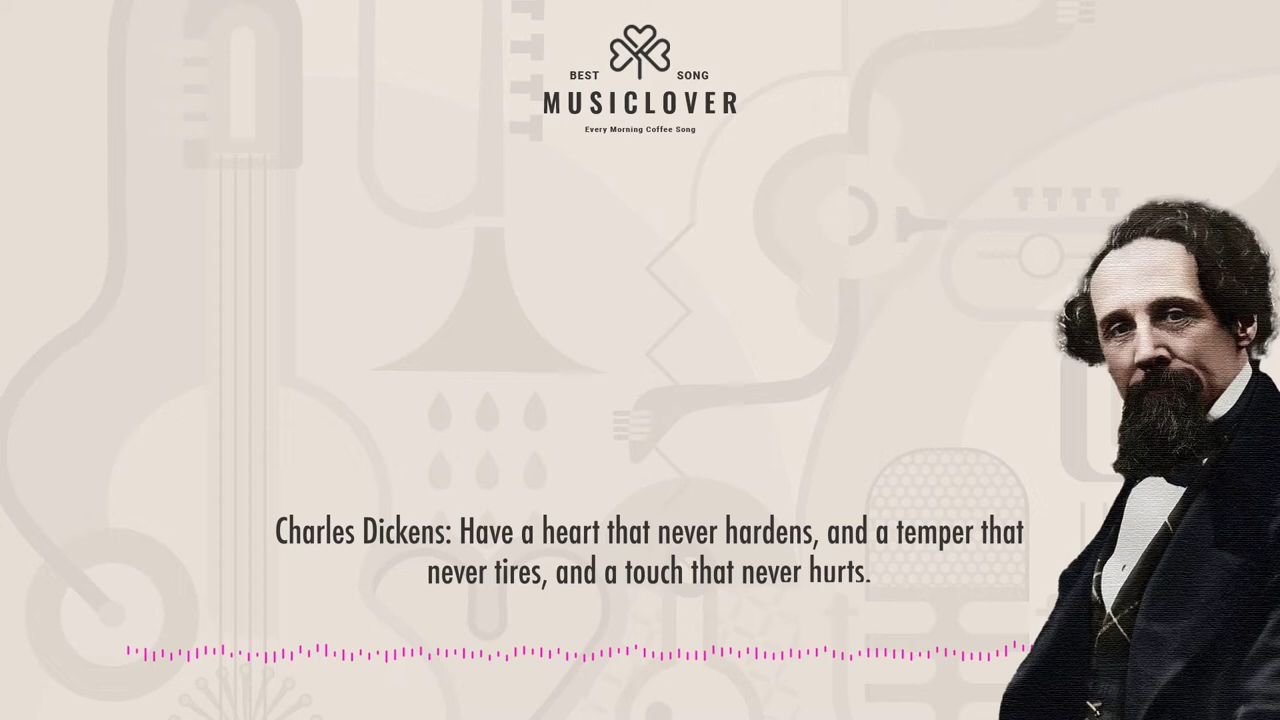 BEST SONG
MUSICLOVER
Every Morning Coffee Song
Charles Dickens: Have a heart that never hardens, and a temper that
never tires, and a touch that never hurts.